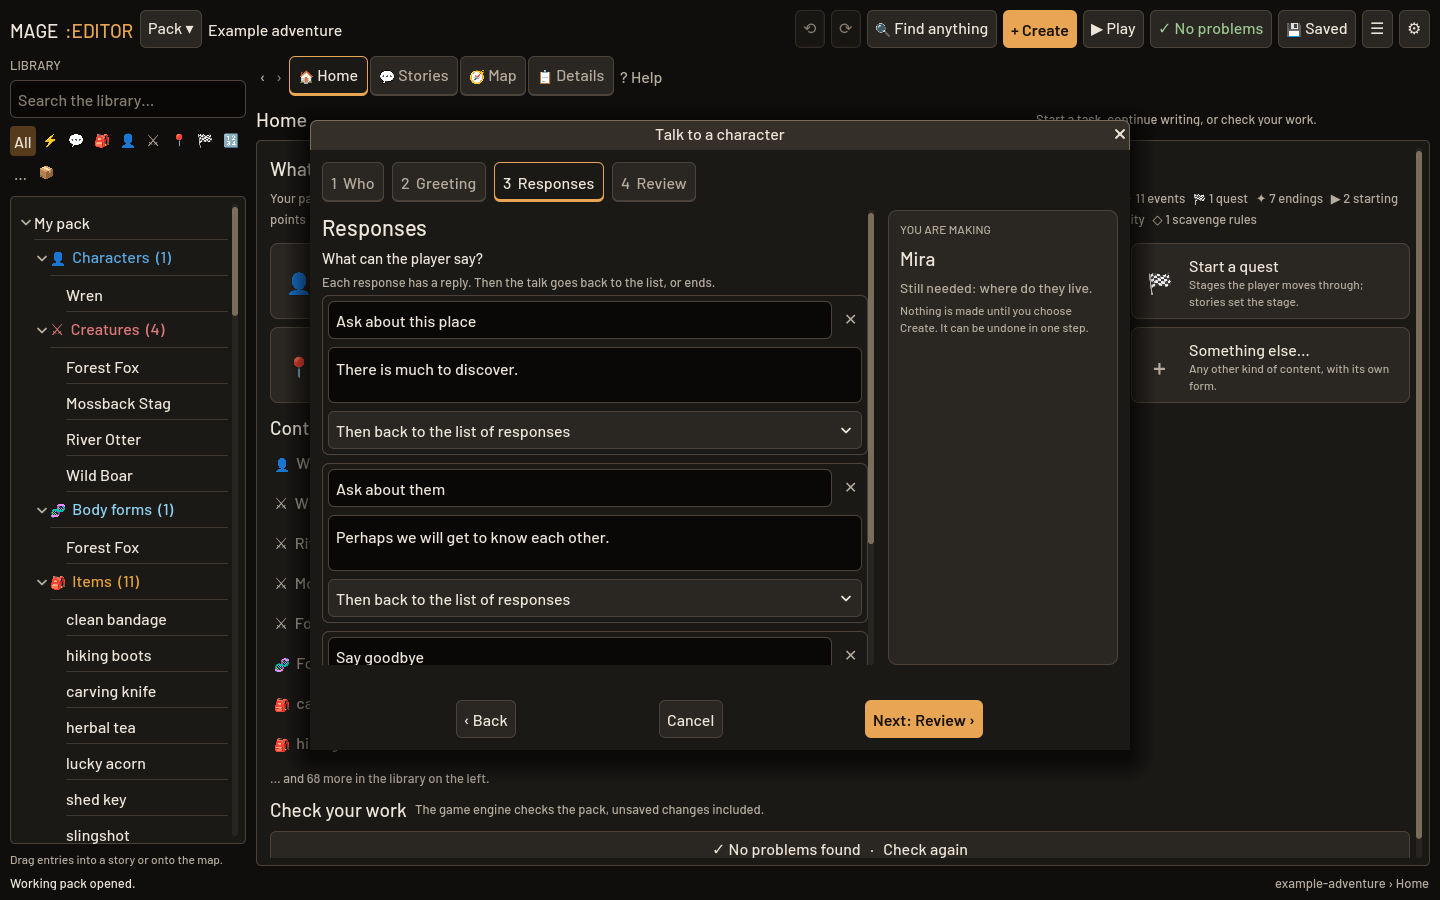 MAGE :EDITOR
Pack ▾
Example adventure
Find anything
+ Create
▶ Play
✓ No problems
Saved
LIBRARY
Search the library...
All
...
‹ ›
Home
Stories
Map
Details
? Help
My pack
Characters (1)
Wren
Creatures (4)
Forest Fox
Mossback Stag
River Otter
Wild Boar
Body forms (1)
Forest Fox
Items (11)
clean bandage
hiking boots
carving knife
herbal tea
lucky acorn
shed key
slingshot
Drag entries into a story or onto the map.
Working pack opened.
Home
Start a task, continue writing, or check your work.
What
Your pa
11 events 1 quest 7 endings ▶ 2 starting
points
ity ◇ 1 scavenge rules
Start a quest
Stages the player moves through;
stories set the stage.
+
Something else...
Any other kind of content, with its own
form.
Cont
W
W
Ri
Mo
Fo
Fo
ca
hi
... and 68 more in the library on the left.
Check your work
The game engine checks the pack, unsaved changes included.
✓ No problems found · Check again
example-adventure › Home
Talk to a character
1 Who
2 Greeting
3 Responses
4 Review
Responses
What can the player say?
Each response has a reply. Then the talk goes back to the list, or ends.
Ask about this place
There is much to discover.
Then back to the list of responses
Ask about them
Perhaps we will get to know each other.
Then back to the list of responses
Say goodbye
YOU ARE MAKING
Mira
Still needed: where do they live.
Nothing is made until you choose
Create. It can be undone in one step.
‹ Back
Cancel
Next: Review ›